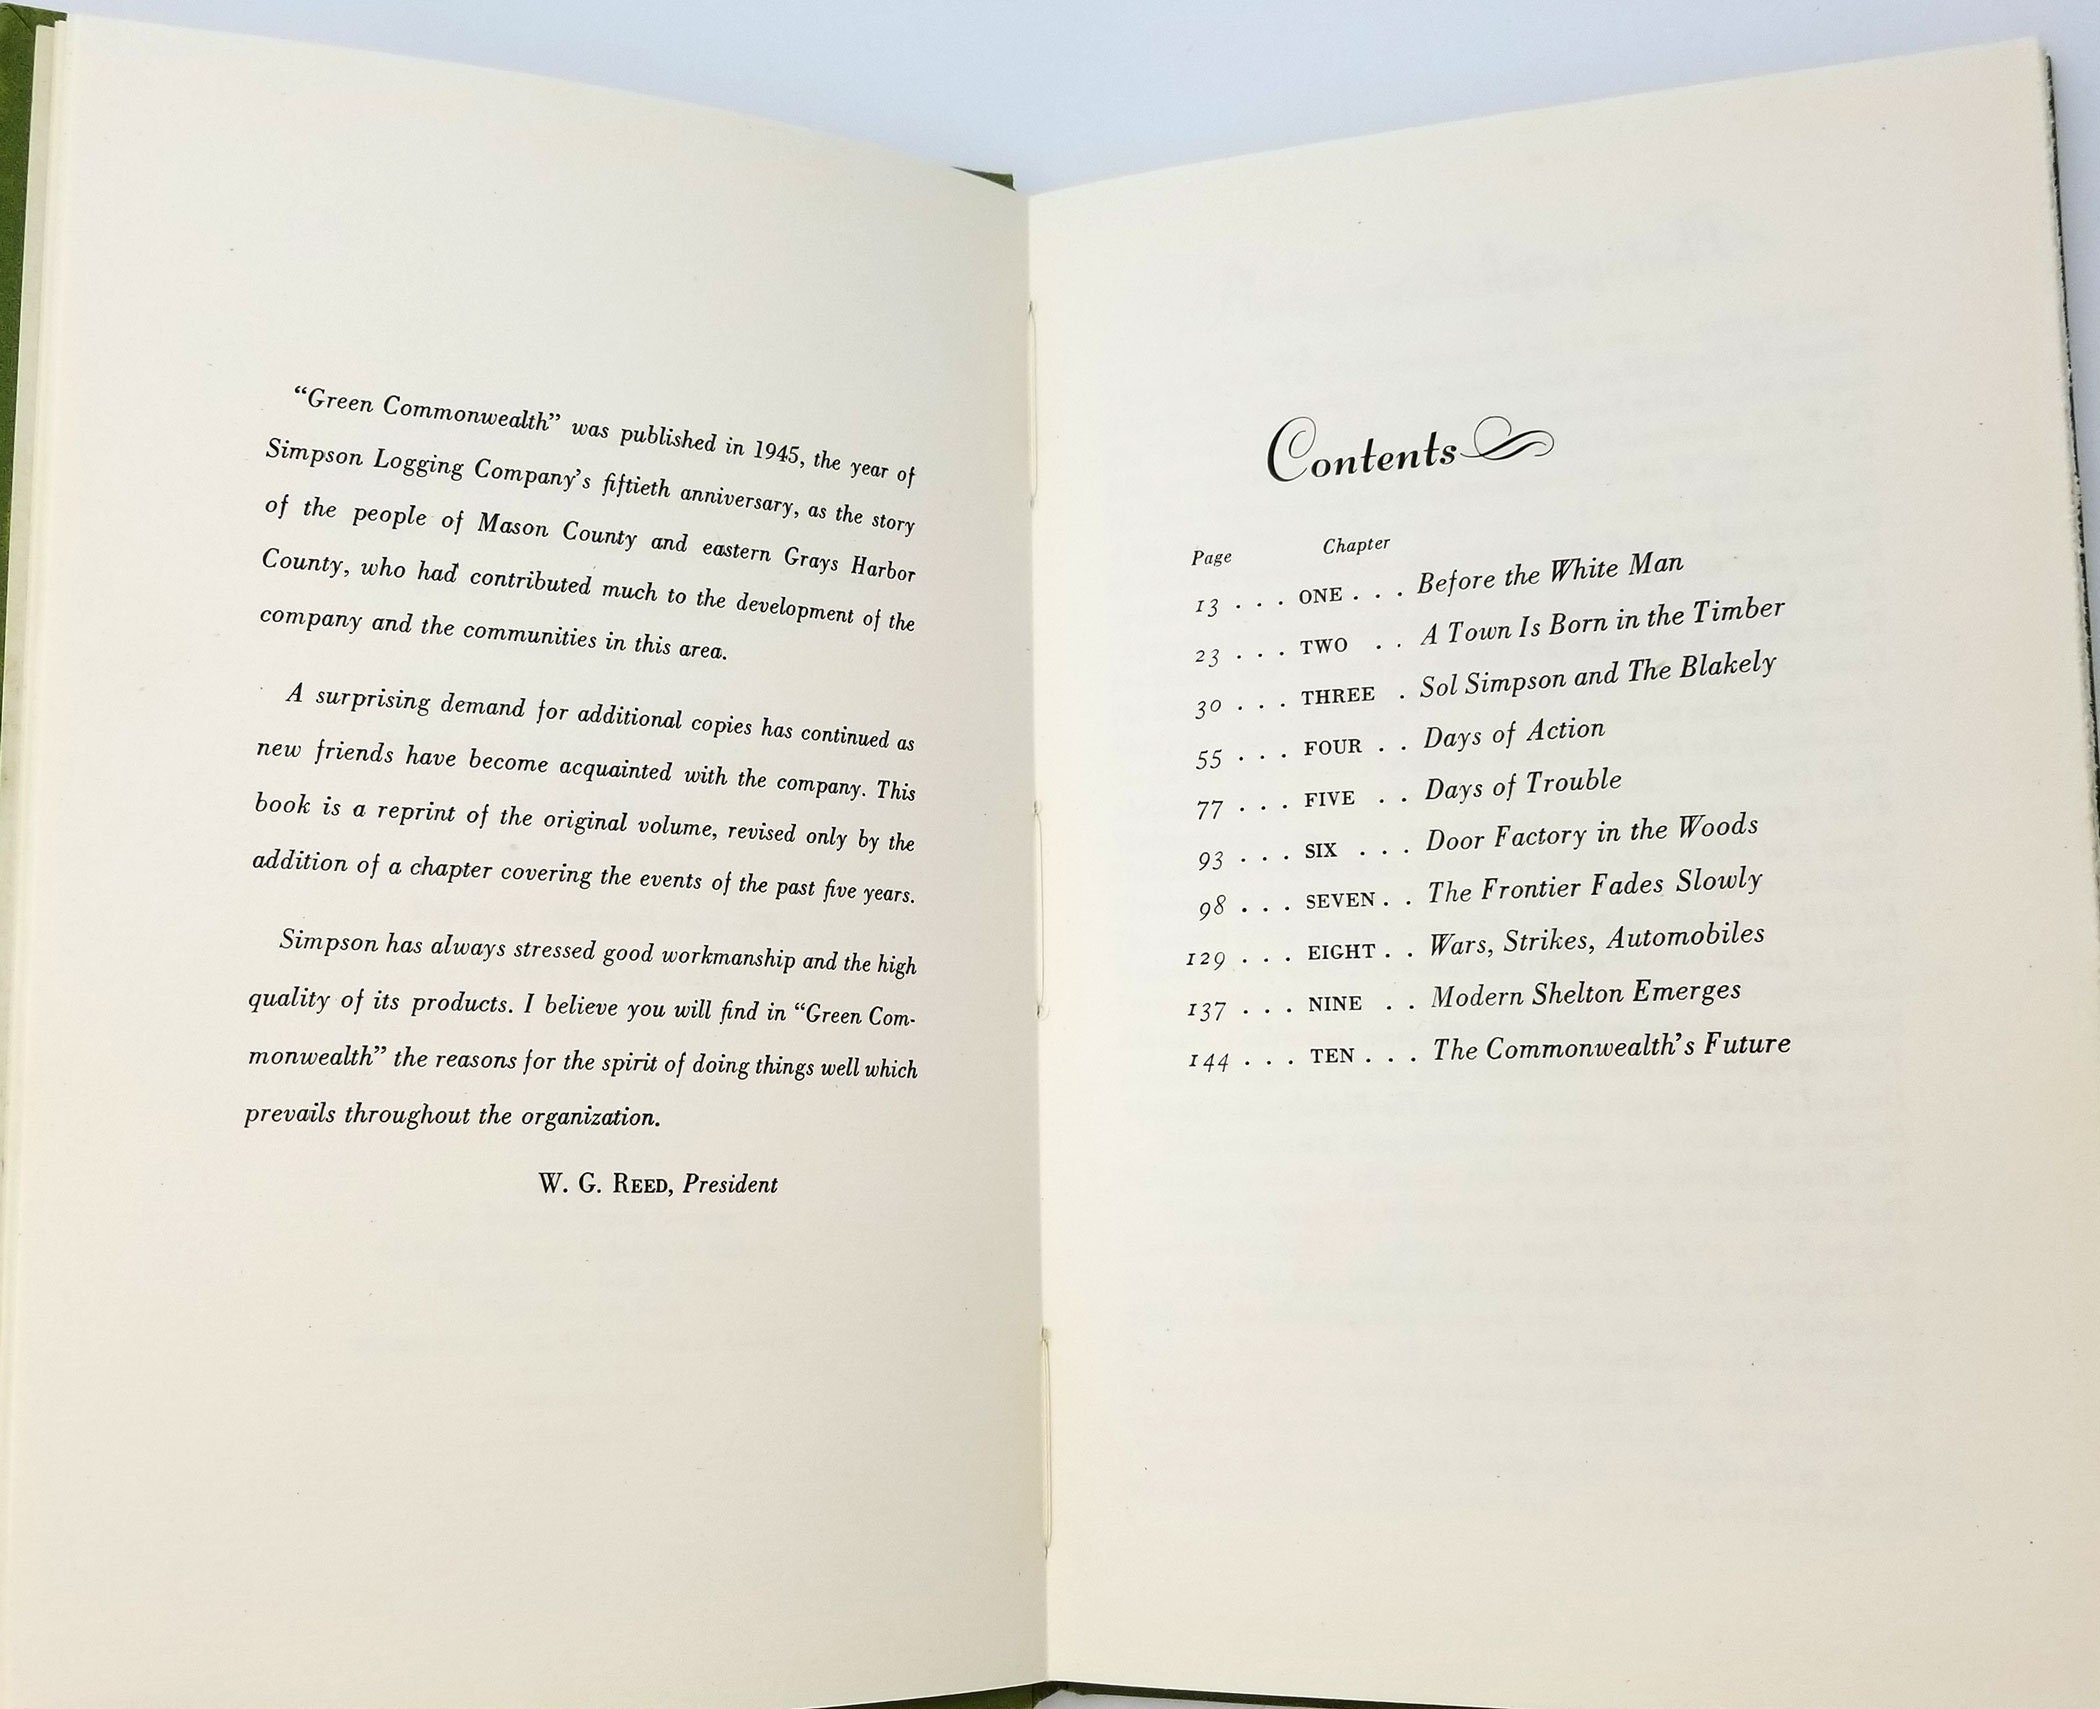 “Green Commonwealth” was published in 1945, the year of
Simpson Logging Company’s fiftieth anniversary, as the story
of the people of Mason County and eastern Grays Harbor
County, who had contributed much to the development of the
company and the communities in this area.
A surprising demand for additional copies has continued as
new friends have become acquainted with the company. This
book is a reprint of the original volume, revised only by the
addition of a chapter covering the events of the past five years.
Simpson has always stressed good workmanship and the high
quality of its products. I believe you will find in “Green Com-
monwealth” the reasons for the spirit of doing things well which
prevails throughout the organization.
W. G. REED, President
Contents
Page Chapter
13 . . . ONE . . . Before the White Man
23 . . . TWO . . A Town Is Born in the Timber
30 . . . THREE . Sol Simpson and The Blakely
55 . . . FOUR . . Days of Action
77 . . . FIVE . . Days of Trouble
93 . . . SIX . . . Door Factory in the Woods
98 . . . SEVEN . . The Frontier Fades Slowly
129 . . . EIGHT . . Wars, Strikes, Automobiles
137 . . . NINE . . Modern Shelton Emerges
144 . . . TEN . . . The Commonwealth’s Future